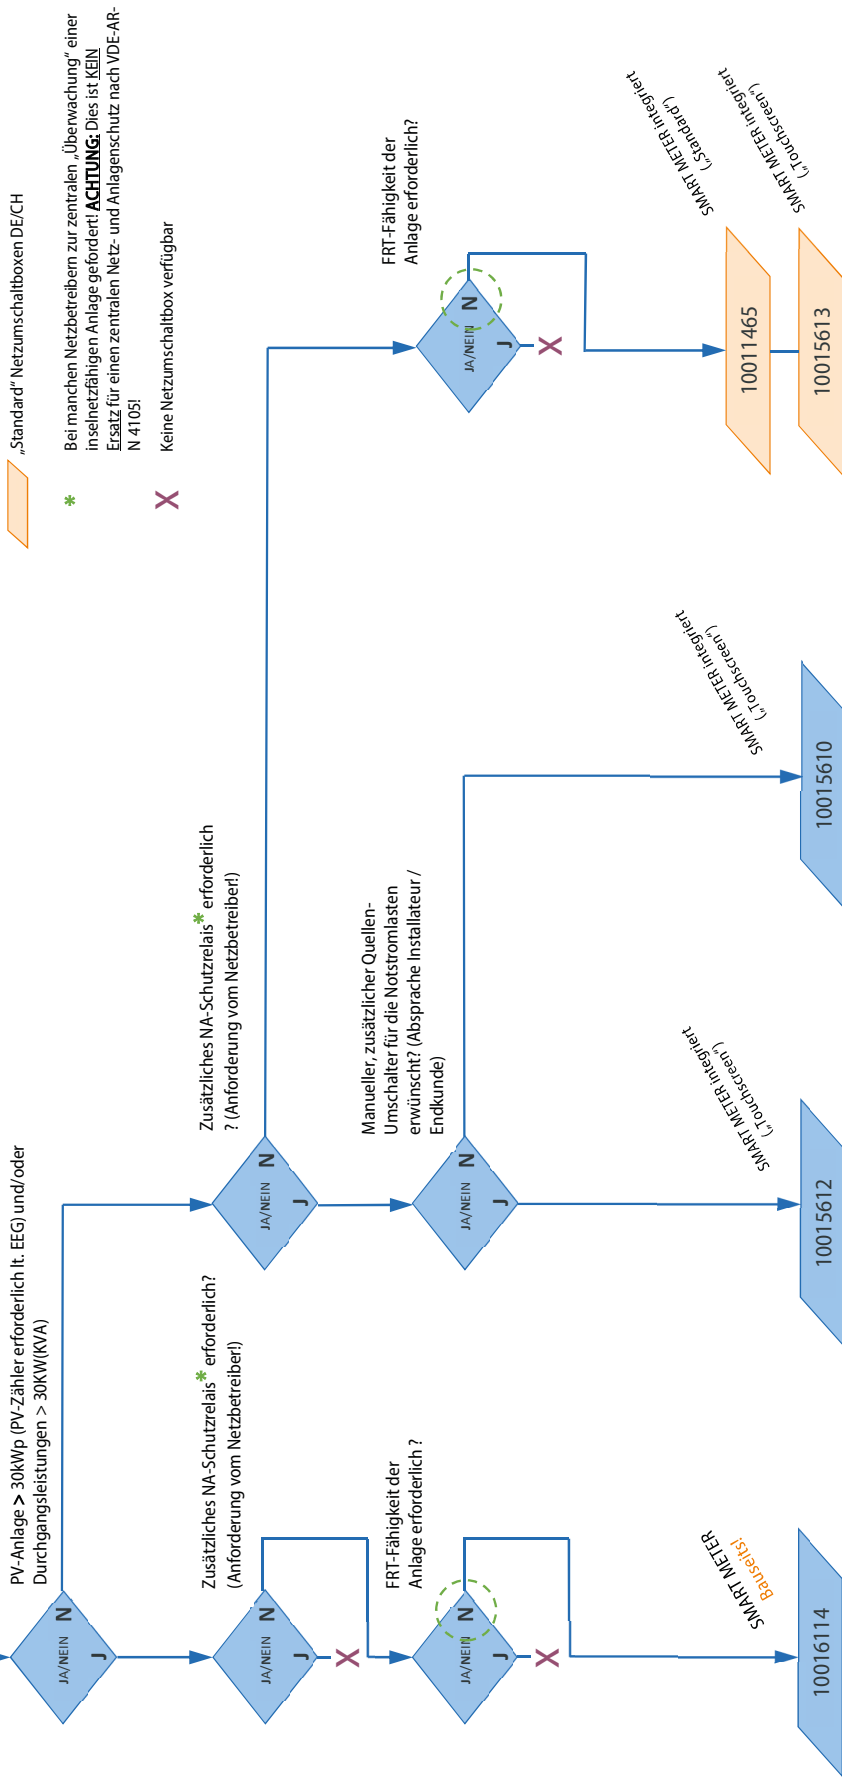 „Standard“ Netzumschaltboxen DE/CH
*
Bei manchen Netzbetreibern zur zentralen „Überwachung“ einer
inselnetzfähigen Anlage gefordert! ACHTUNG: Dies ist KEIN
Ersatz für einen zentralen Netz- und Anlagenschutz nach VDE-AR-
N 4105!
X
Keine Netzumschaltbox verfügbar
PV-Anlage > 30kWp (PV-Zähler erforderlich lt. EEG) und/oder
Durchgangsleistungen > 30KW(KVA)
JA/NEIN
N
J
Zusätzliches NA-Schutzrelais* erforderlich?
(Anforderung vom Netzbetreiber!)
JA/NEIN
N
J
X
Zusätzliches NA-Schutzrelais* erforderlich
? (Anforderung vom Netzbetreiber!)
JA/NEIN
N
J
FRT-Fähigkeit der
Anlage erforderlich ?
JA/NEIN
N
J
X
Manueller, zusätzlicher Quellen-
Umschalter für die Notstromlasten
erwünscht? (Absprache Installateur /
Endkunde)
JA/NEIN
N
J
FRT-Fähigkeit der
Anlage erforderlich?
JA/NEIN
N
J
X
SMART METER
Bauseits!
10016114
SMART METER integriert
(„Touchscreen“)
10015612
SMART METER integriert
(„Touchscreen“)
10015610
SMART METER integriert
(„Standard“)
10011465
SMART METER integriert
(„Touchscreen“)
10015613